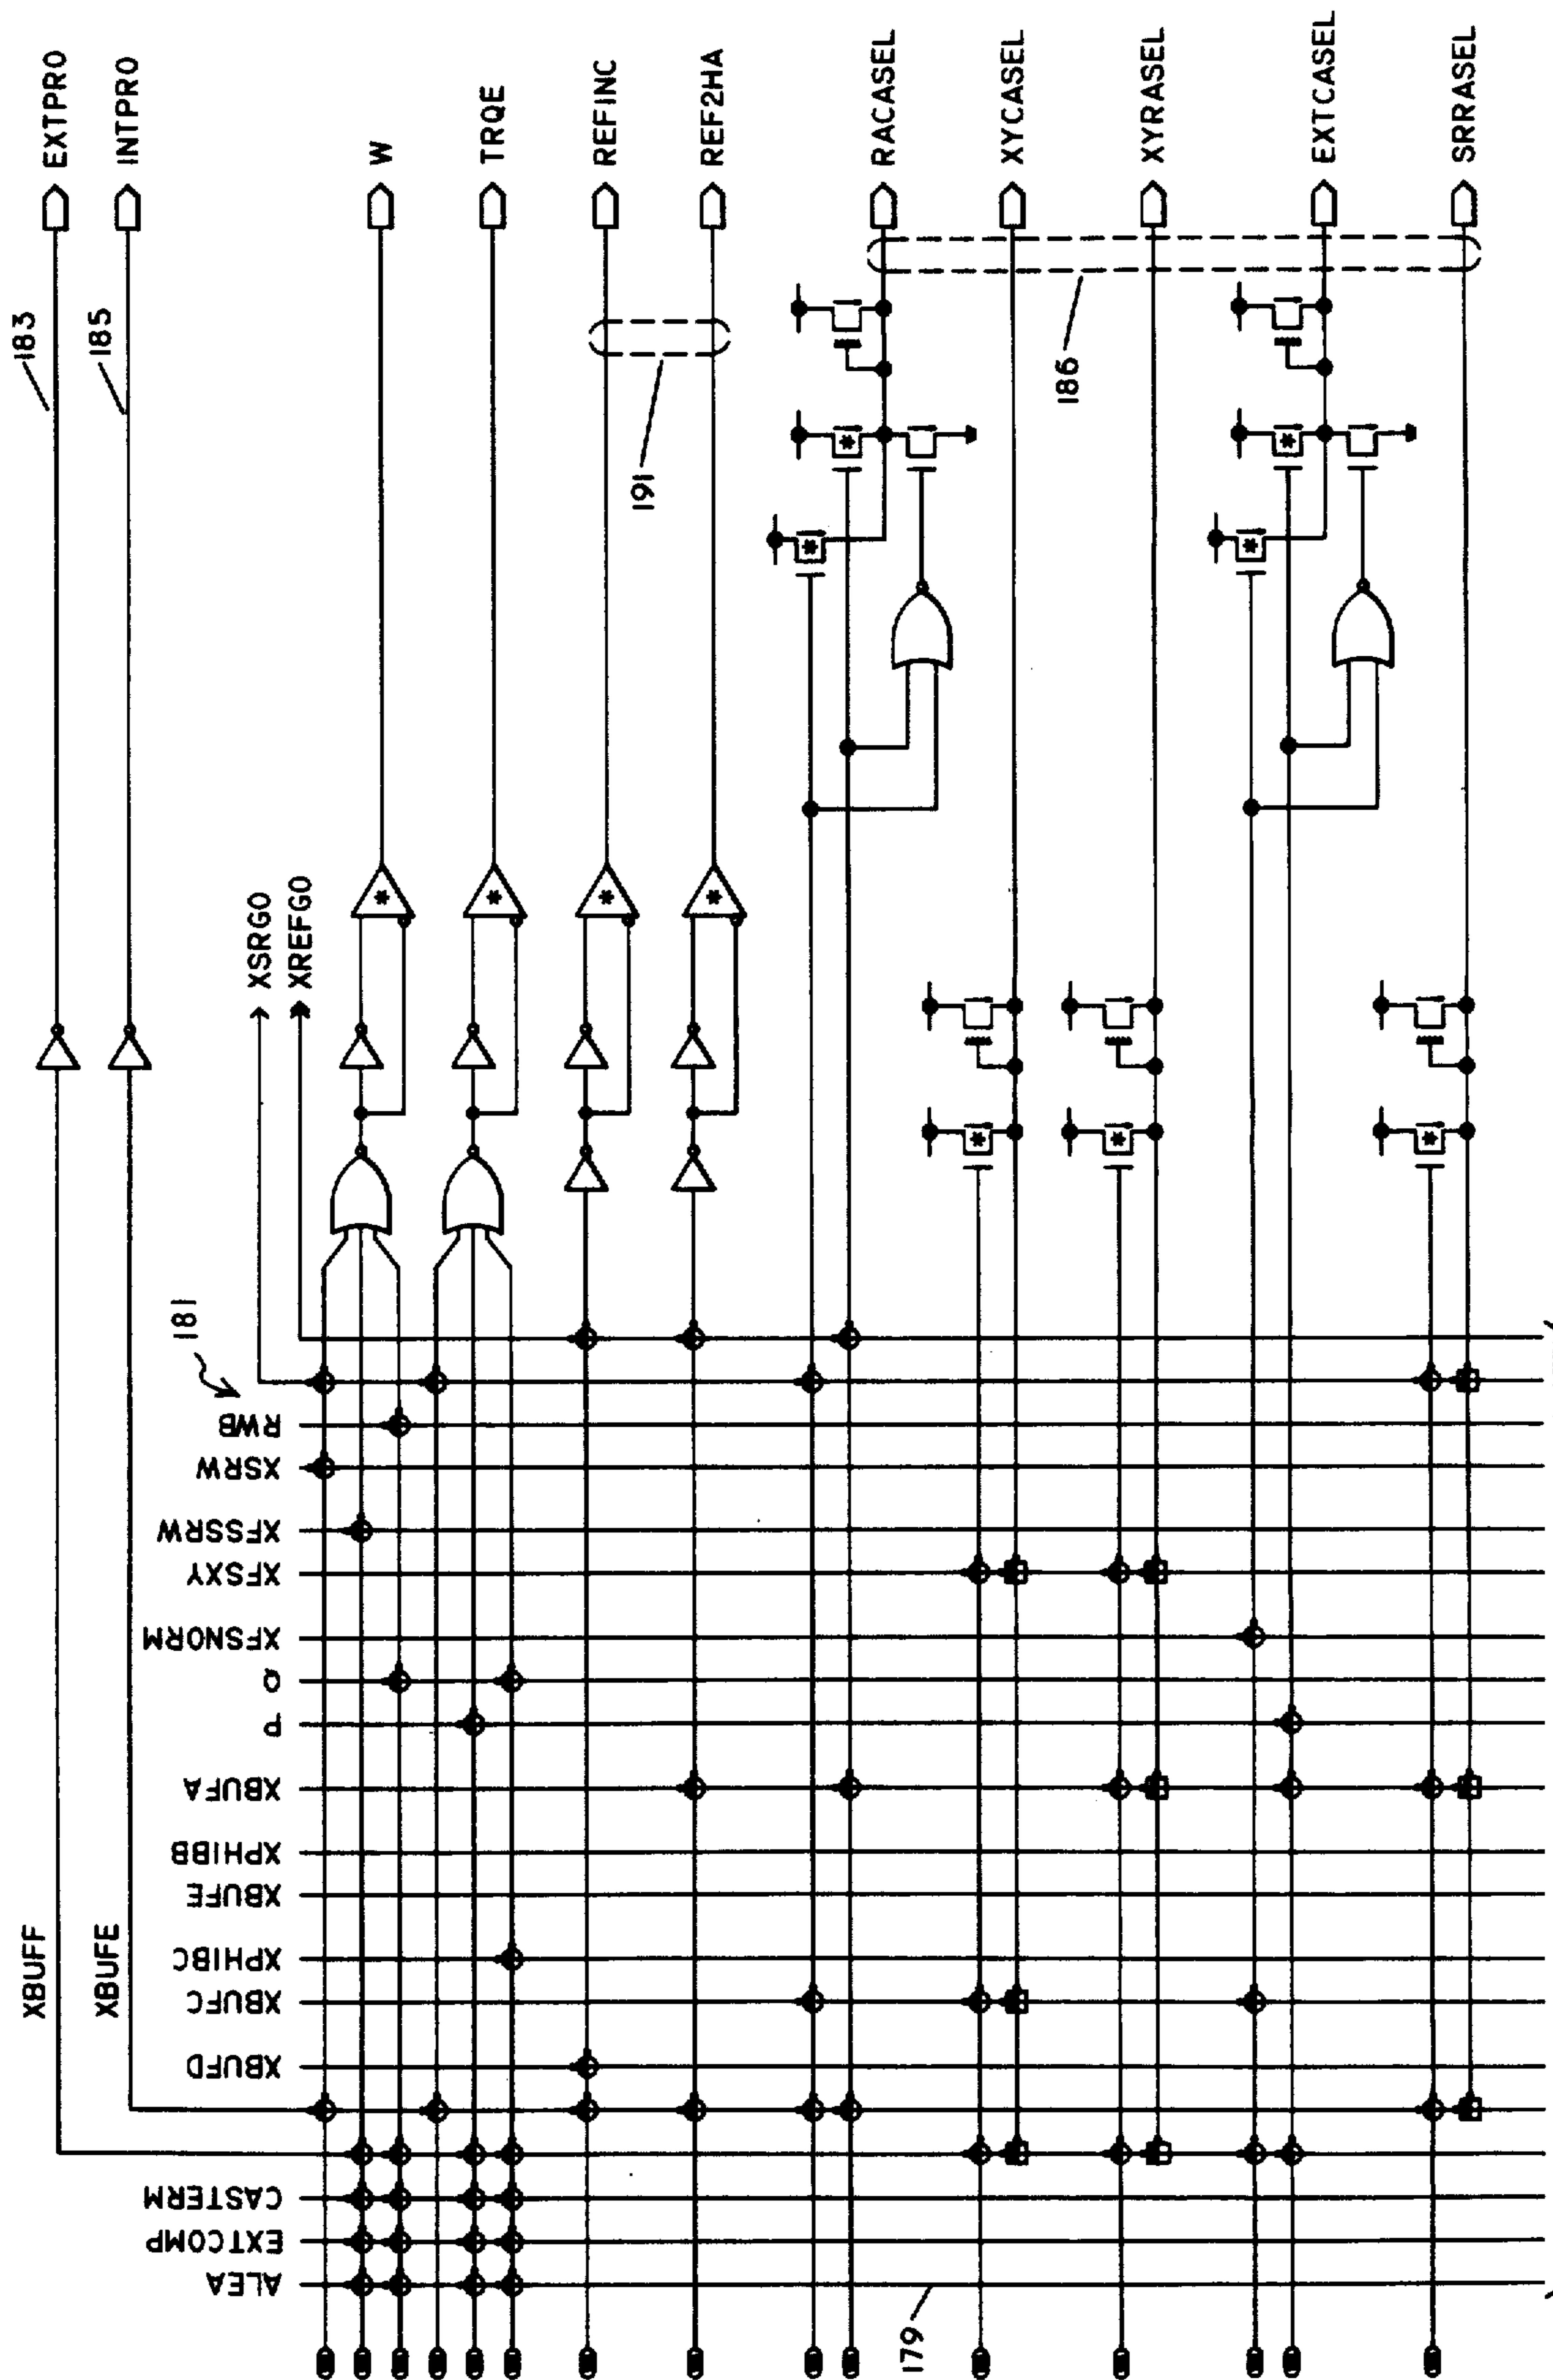 183
EXTPRO
185
INTPRO
W
TRQE
REFINC
REF2HA
191
RACASEL
XYCASEL
186
XYRASEL
EXTCASEL
SRRASEL
XSRGO
XREFGO
181
RWB
XSRW
XFSSRW
XFSXY
XFSNORM
Q
P
XBUFA
XPHIBB
XBUFE
XPHIBC
XBUFC
XBUFD
XBUFF
XBUFE
CASTERM
EXTCOMP
ALEA
179